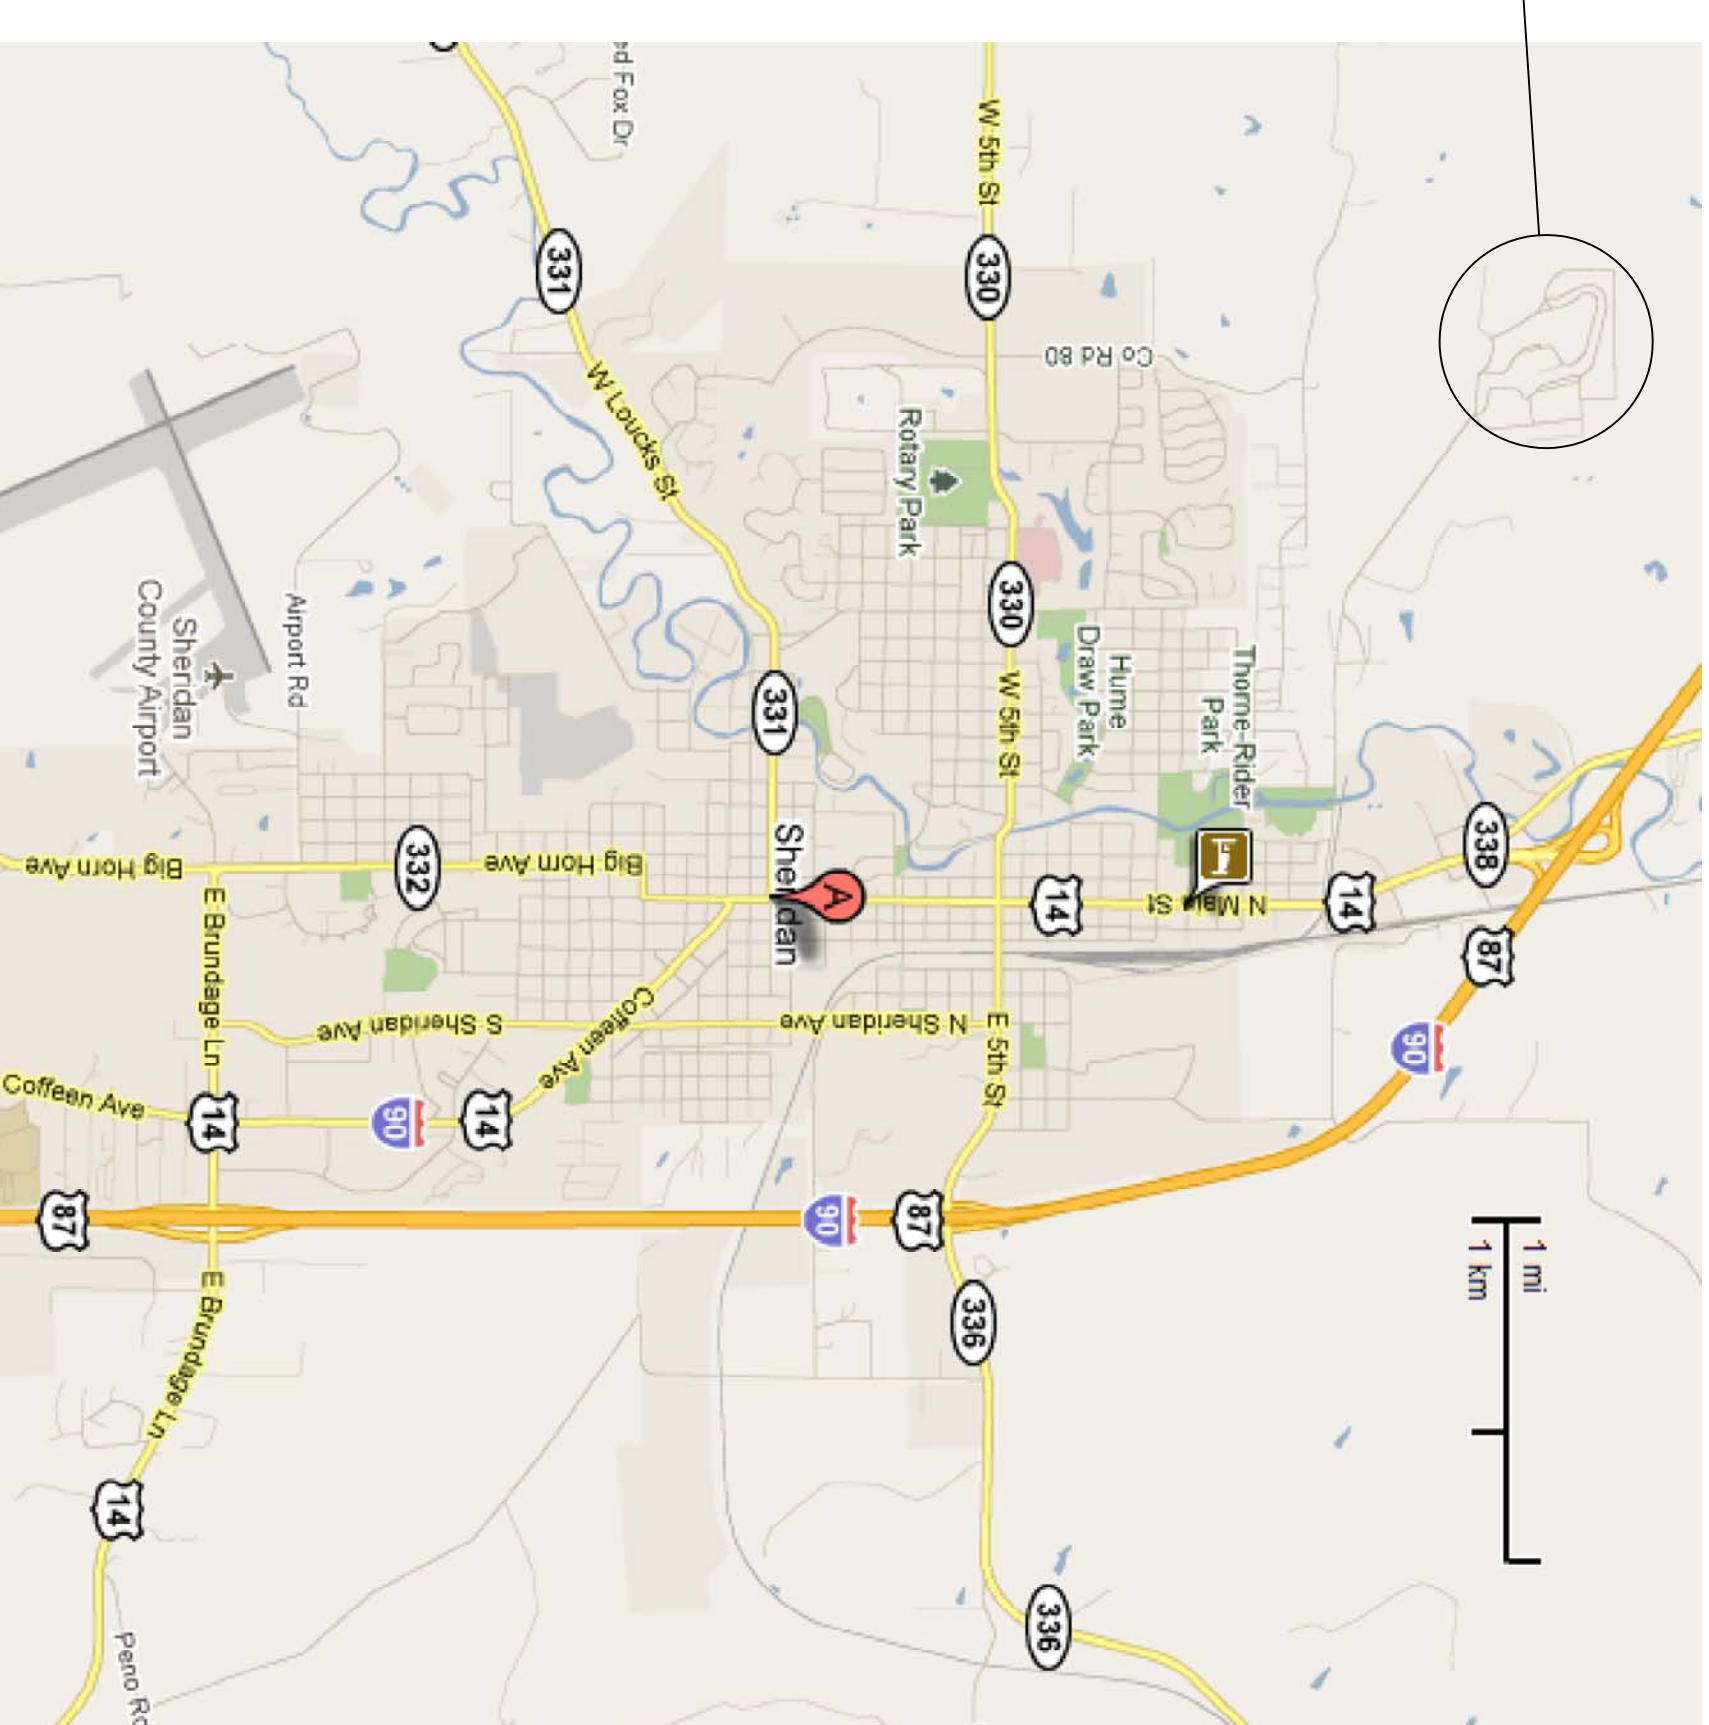 1 mi
1 km
87
338
90
14
N Main St
Thorne-Rider
Park
Hume
Draw Park
Co Rd 80
14
336
W 5th St
330
330
W 5th St
E 5th St
336
Rotary Park
N Sheridan Ave
87
90
A
Sheridan
331
W Loucks St
331
ed Fox Dr
Coffeen Ave
Big Horn Ave
14
S Sheridan Ave
332
90
Airport Rd
E Brundage Ln
14
E Brundage Ln
Sheridan
County Airport
Big Horn Ave
Coffeen Ave
14
Peno Rd
87